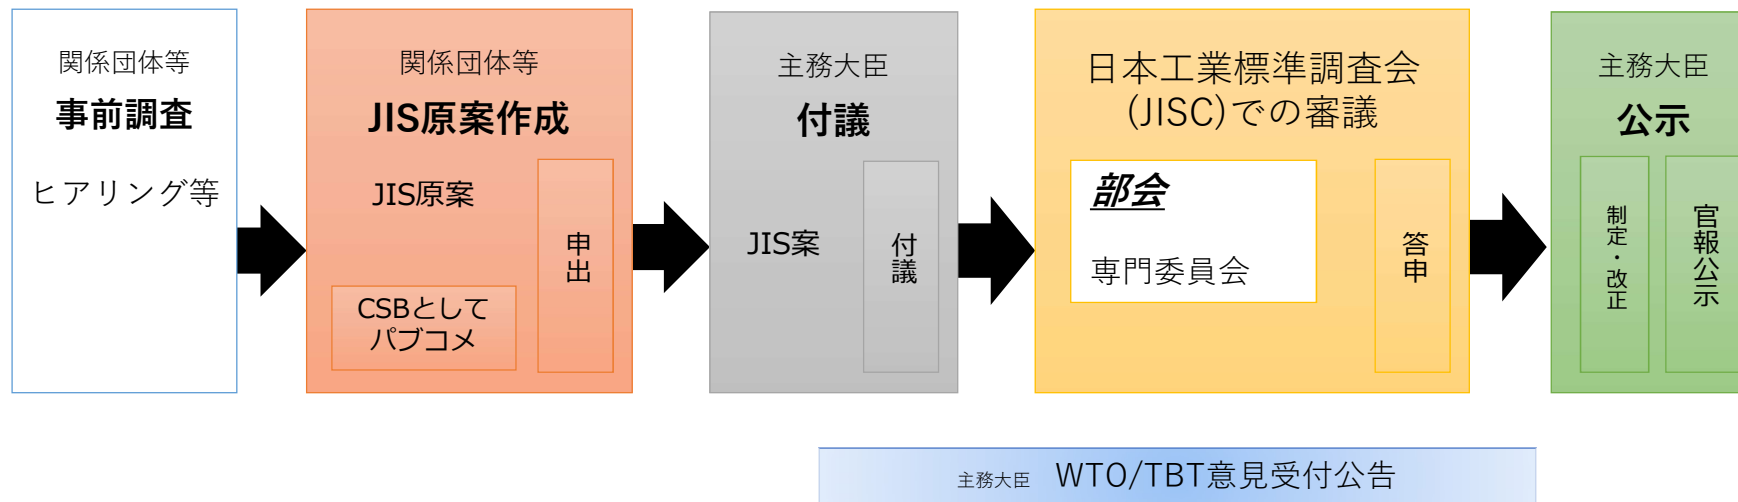 関係団体等
事前調査
ヒアリング等
関係団体等
JIS原案作成
JIS原案
CSBとして
パブコメ
申出
主務大臣
付議
JIS案
付議
日本工業標準調査会
(JISC)での審議
部会
専門委員会
答申
主務大臣
公示
制定・改正
官報公示
主務大臣 WTO/TBT意見受付公告